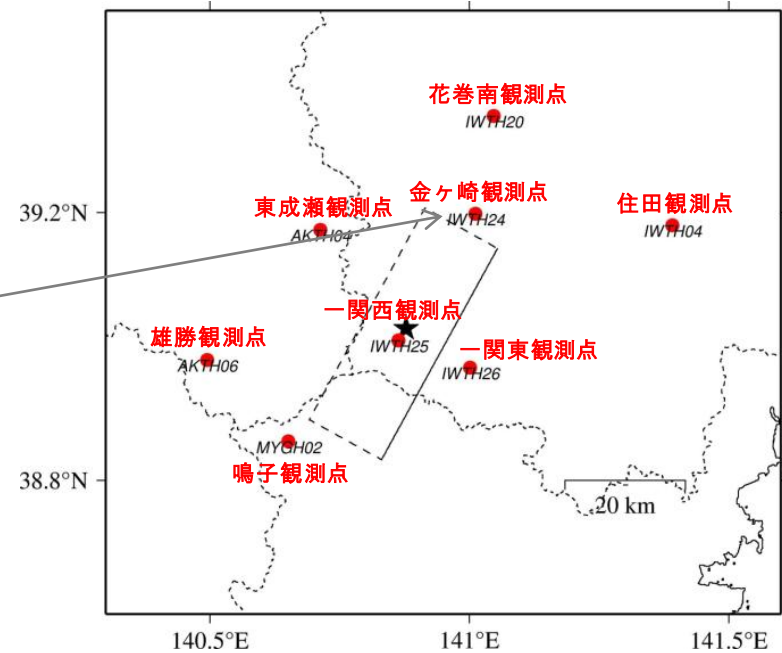 花巻南観測点
IWTH20
39.2°N
金ヶ崎観測点
IWTH24
東成瀬観測点
AKTH04
住田観測点
IWTH04
一関西観測点
IWTH25
雄勝観測点
AKTH06
一関東観測点
IWTH26
MYGH02
鳴子観測点
38.8°N
20 km
140.5°E
141°E
141.5°E